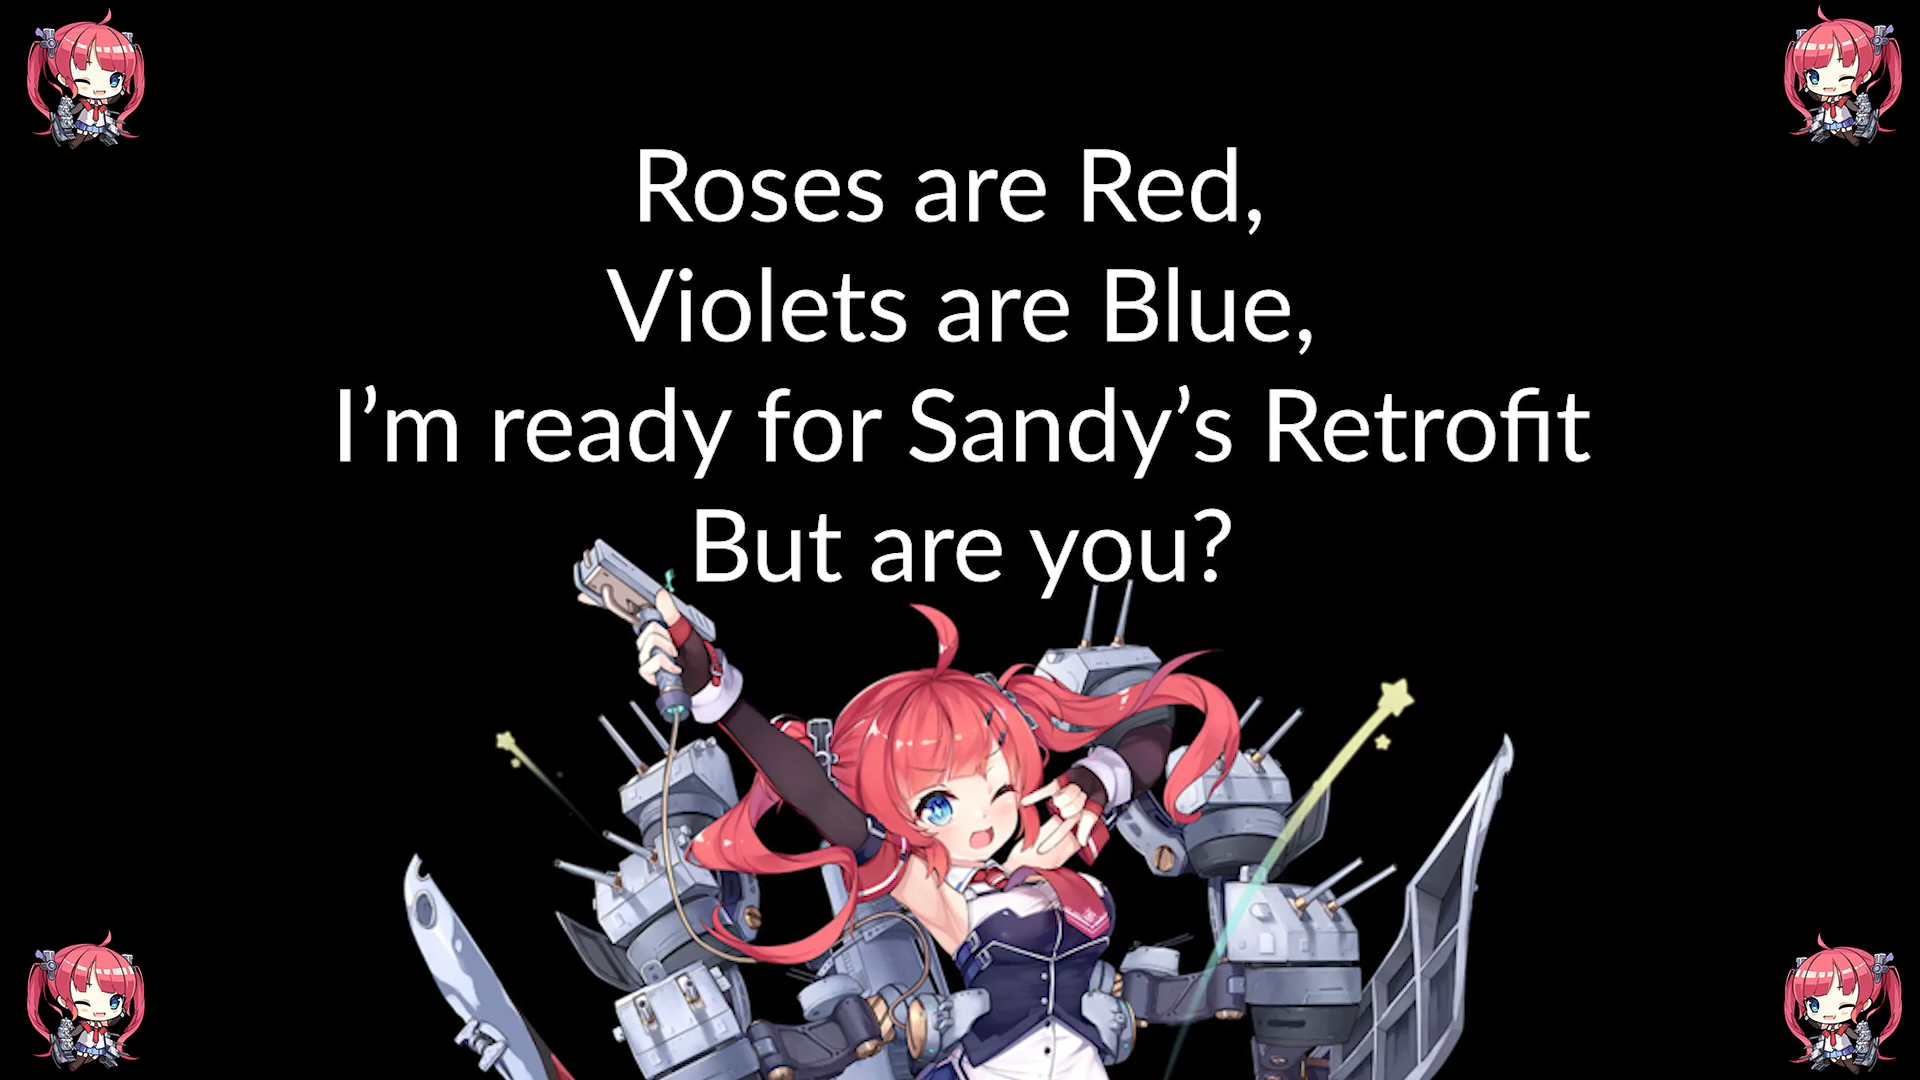 Roses are Red,
Violets are Blue,
I’m ready for Sandy’s Retrofit
But are you?